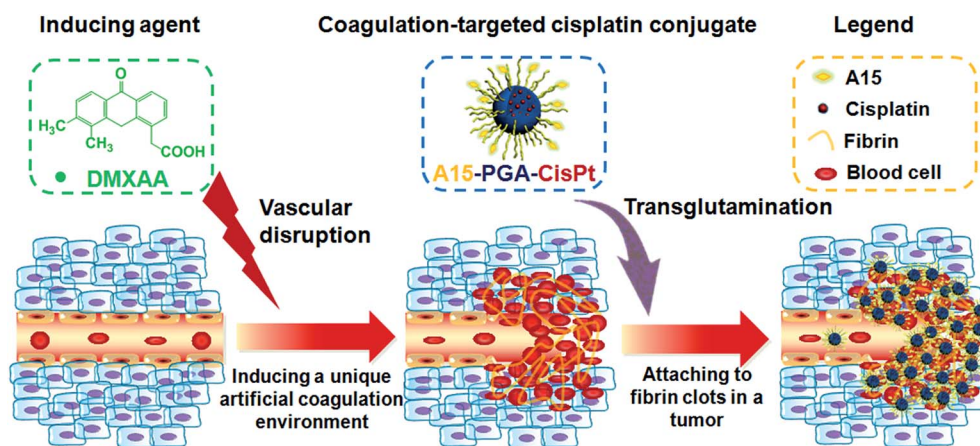 Inducing agent
Coagulation-targeted cisplatin conjugate
Legend
O
H₃C
CH₃
COOH
DMXAA
A15-PGA-CisPt
A15
Cisplatin
Fibrin
Blood cell
Vascular
disruption
Transglutamination
Inducing a unique
artificial coagulation
environment
Attaching to
fibrin clots in a
tumor